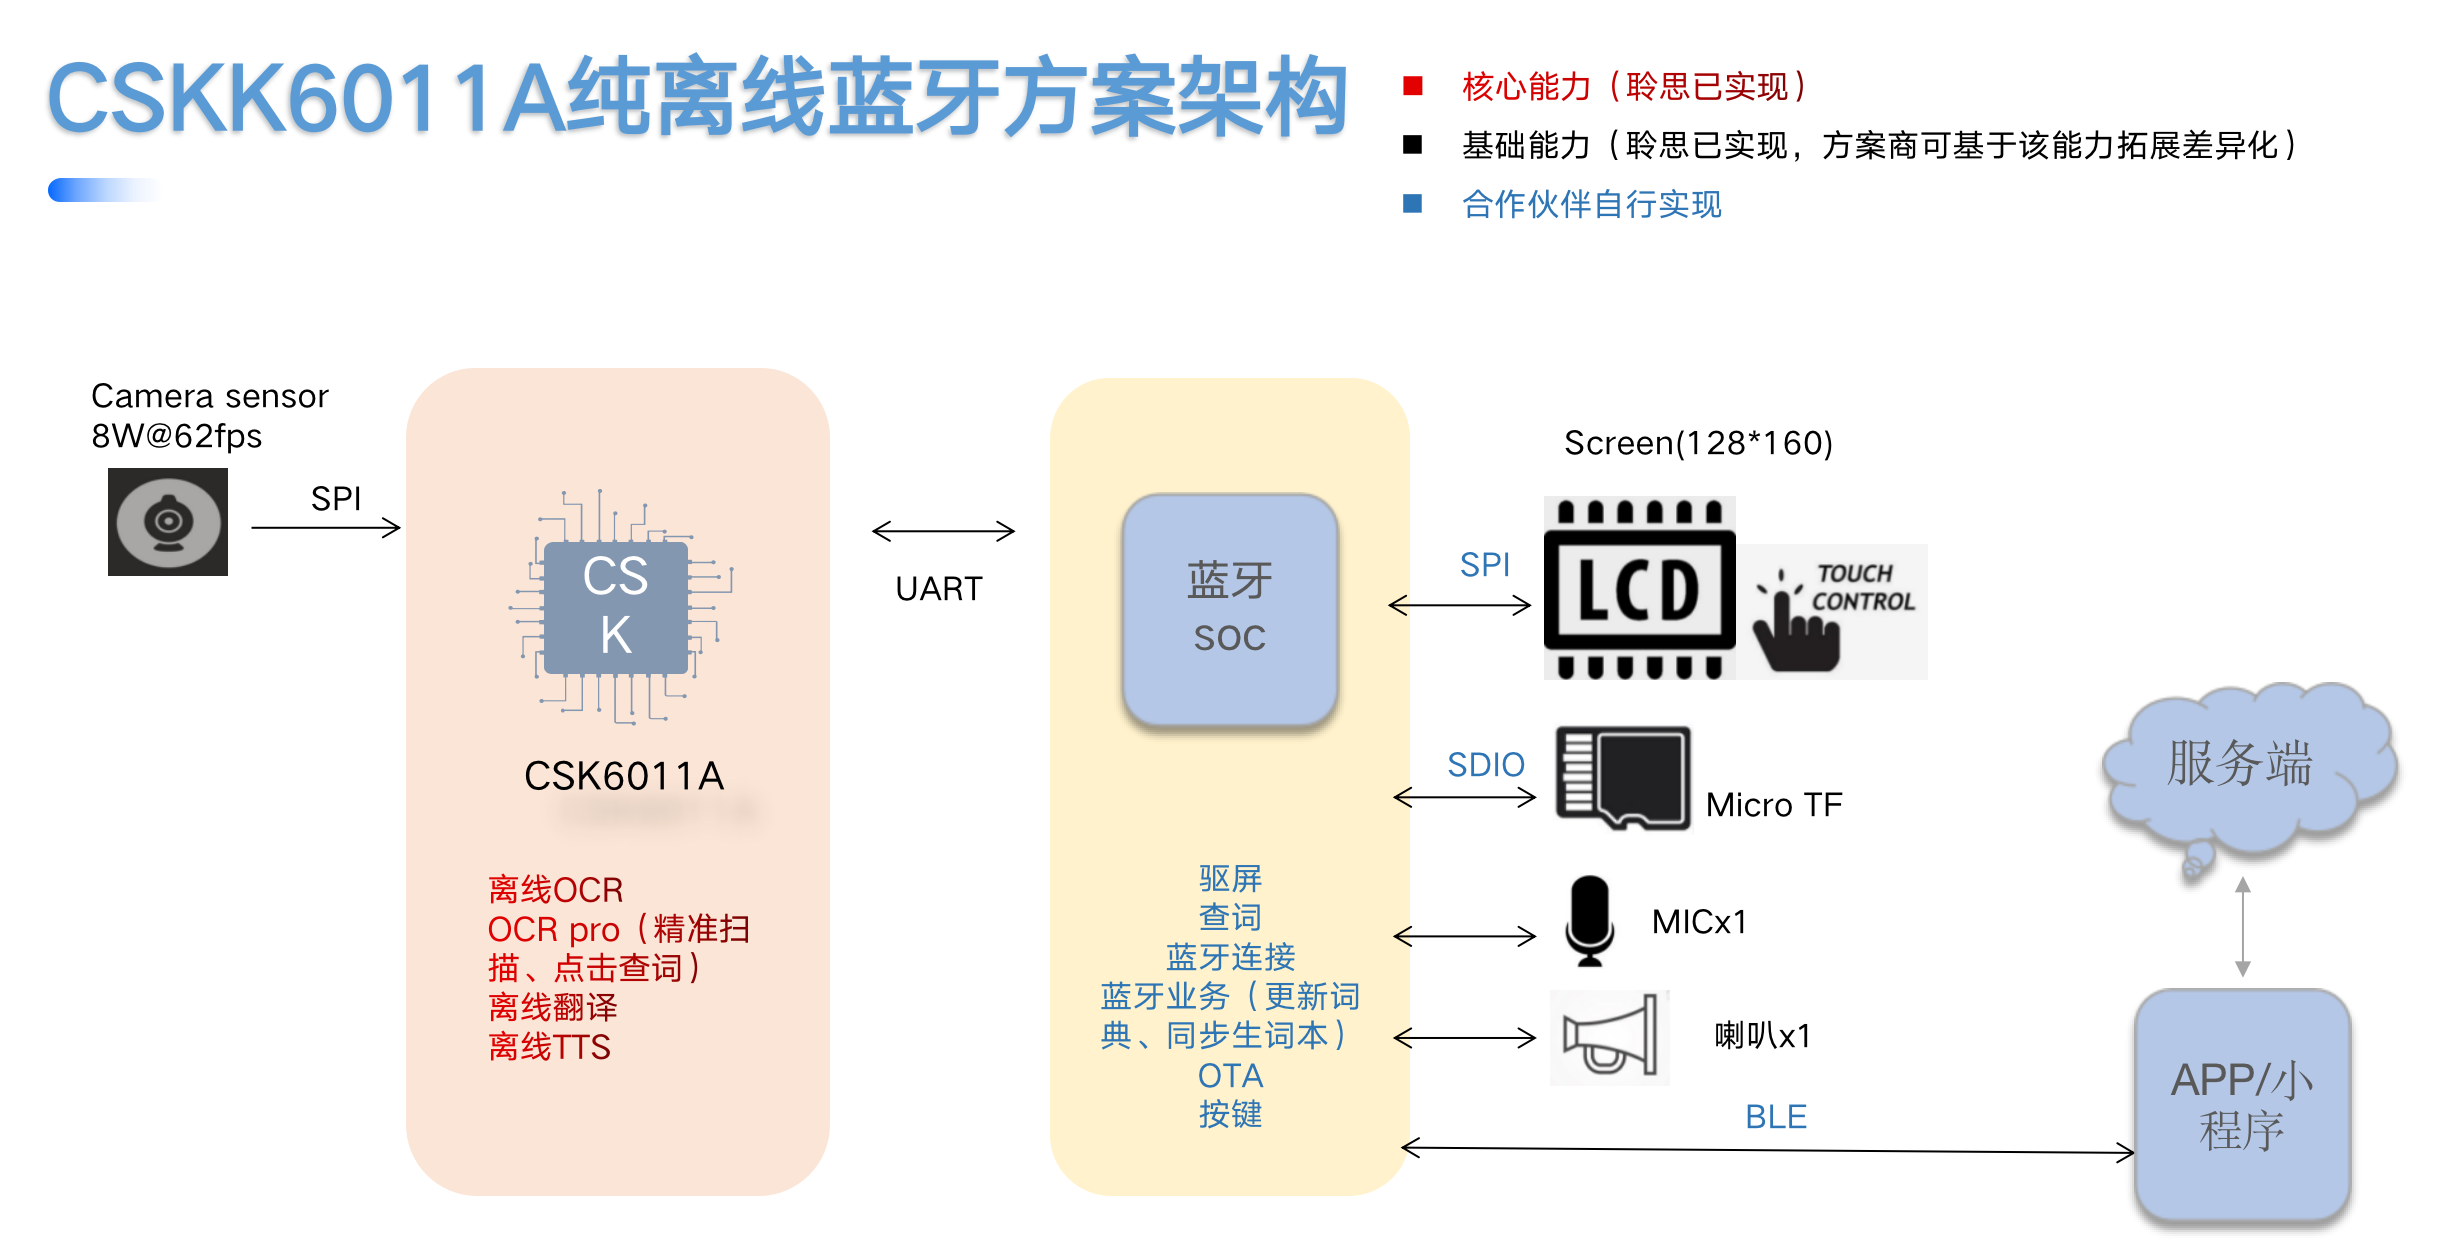 CSKK6011A纯离线蓝牙方案架构
核心能力（聆思已实现）
基础能力（聆思已实现，方案商可基于该能力拓展差异化）
合作伙伴自行实现
Camera sensor
8W@62fps
SPI
CS
K
CSK6011A
离线OCR
OCR pro（精准扫
描、点击查词）
离线翻译
离线TTS
UART
蓝牙
SOC
驱屏
查词
蓝牙连接
蓝牙业务（更新词
典、同步生词本）
OTA
按键
Screen(128*160)
SPI
LCD
TOUCH
CONTROL
SDIO
Micro TF
MICx1
喇叭x1
BLE
服务端
APP/小
程序